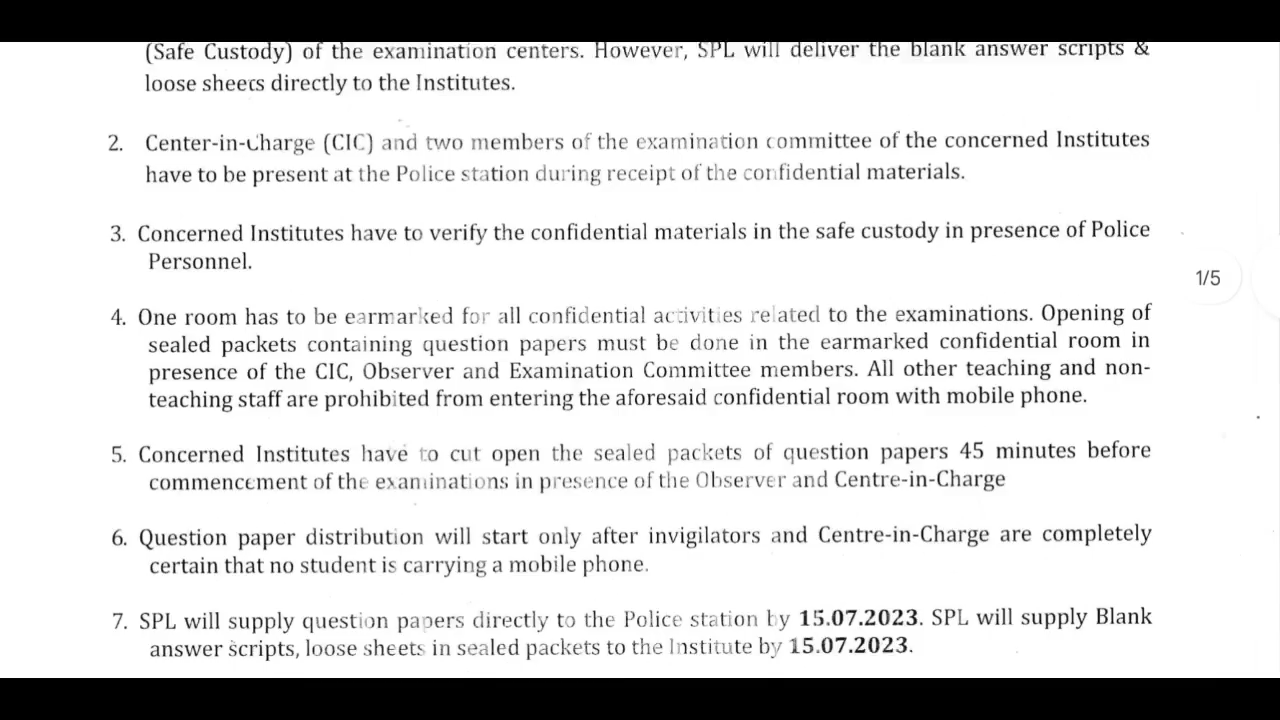 (Safe Custody) of the examination centers. However, SPL will deliver the blank answer scripts &
loose sheets directly to the Institutes.
2. Center-in-Charge (CIC) and two members of the examination committee of the concerned Institutes
have to be present at the Police station during receipt of the confidential materials.
3. Concerned Institutes have to verify the confidential materials in the safe custody in presence of Police
Personnel.
1/5
4. One room has to be earmarked for all confidential activities related to the examinations. Opening of
sealed packets containing question papers must be done in the earmarked confidential room in
presence of the CIC, Observer and Examination Committee members. All other teaching and non-
teaching staff are prohibited from entering the aforesaid confidential room with mobile phone.
5. Concerned Institutes have to cut open the sealed packets of question papers 45 minutes before
commencement of the examinations in presence of the Observer and Centre-in-Charge
6. Question paper distribution will start only after invigilators and Centre-in-Charge are completely
certain that no student is carrying a mobile phone.
7. SPL will supply question papers directly to the Police station by 15.07.2023. SPL will supply Blank
answer scripts, loose sheets in sealed packets to the Institute by 15.07.2023.